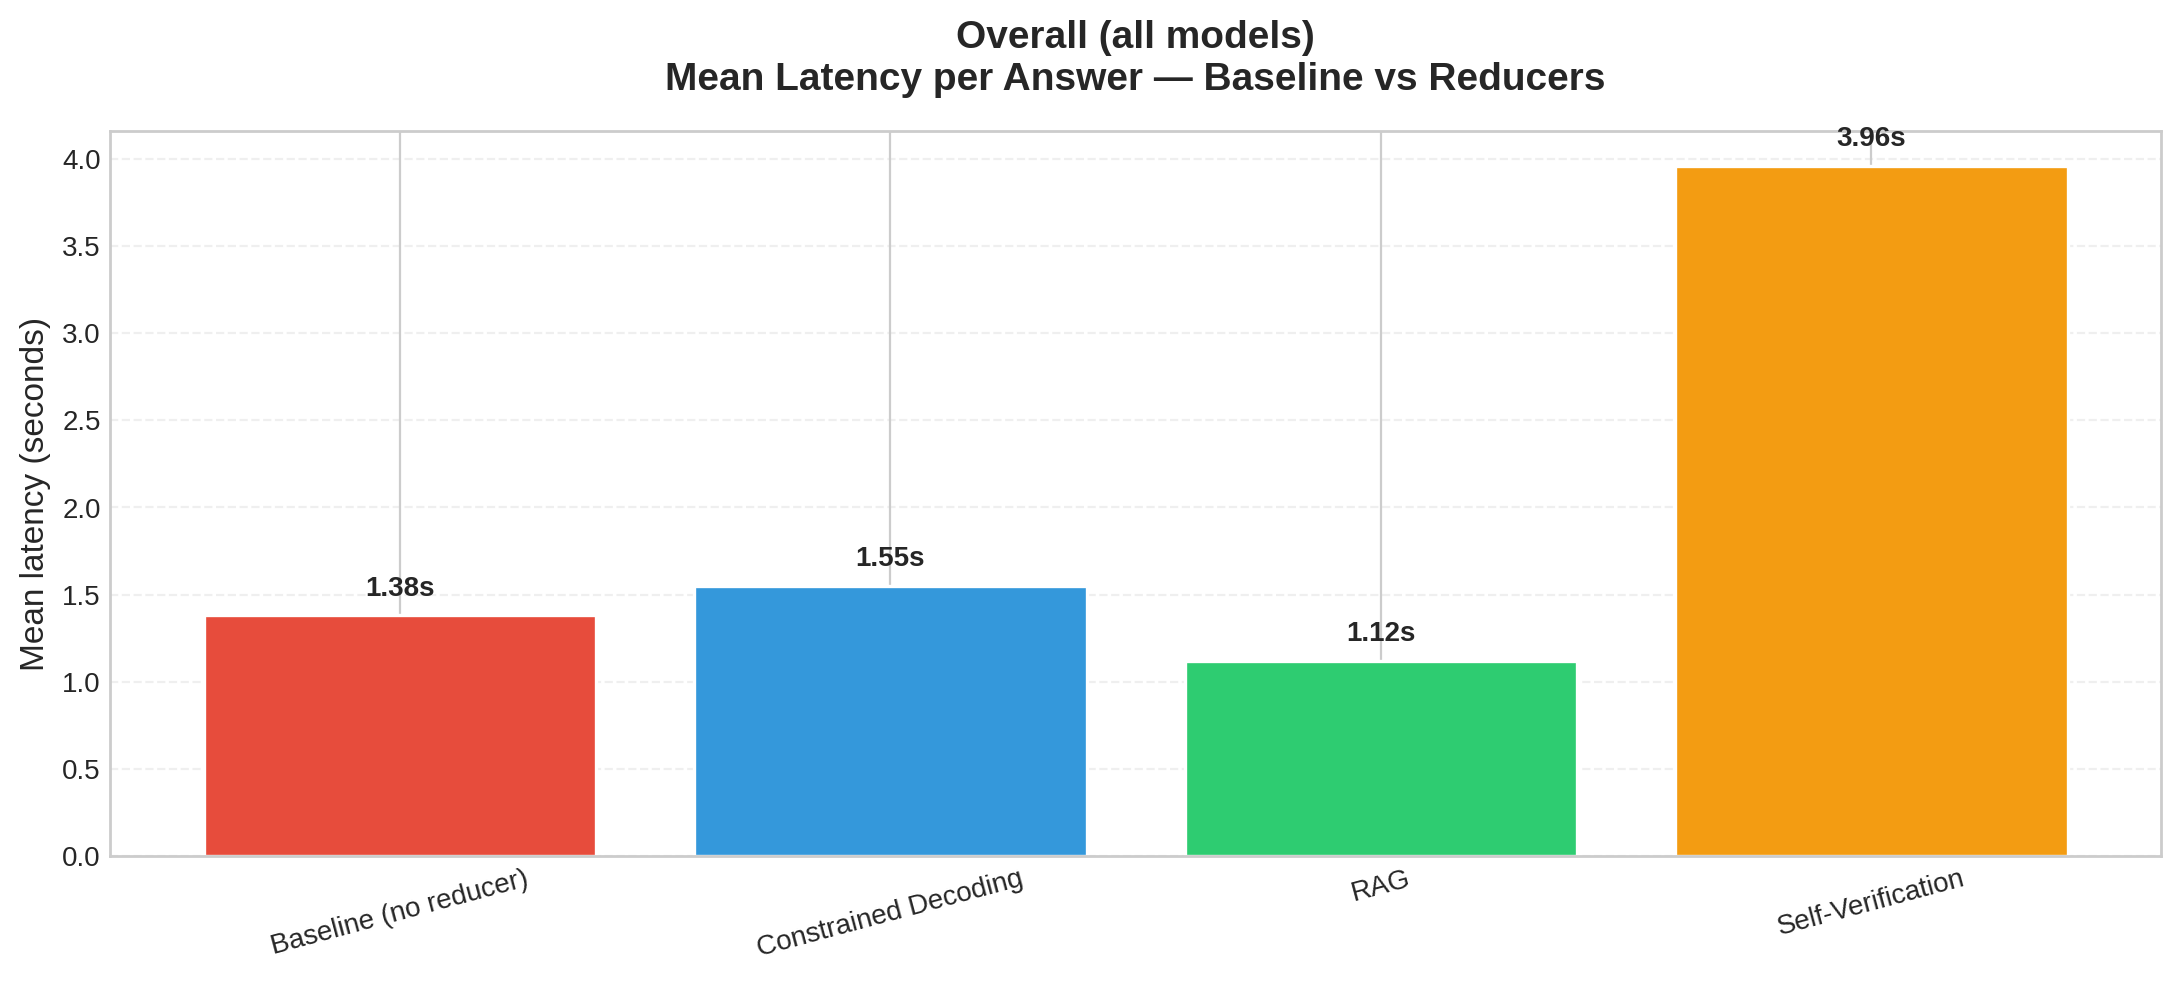 Overall (all models)
Mean Latency per Answer — Baseline vs Reducers
Mean latency (seconds)
4.0
3.5
3.0
2.5
2.0
1.5
1.0
0.5
0.0
1.38s
1.55s
1.12s
3.96s
Baseline (no reducer)
Constrained Decoding
RAG
Self-Verification